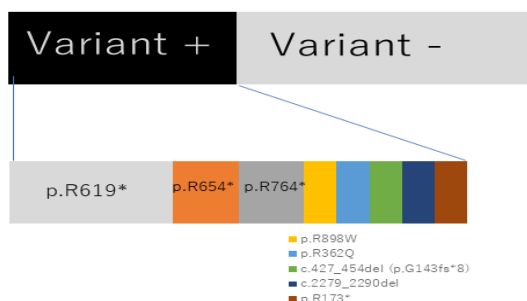 Variant + Variant -
p.R619* p.R654* p.R764*
p.R898W
p.R362Q
c.427_454del (p.G143fs*8)
c.2279_2290del
p.R173*